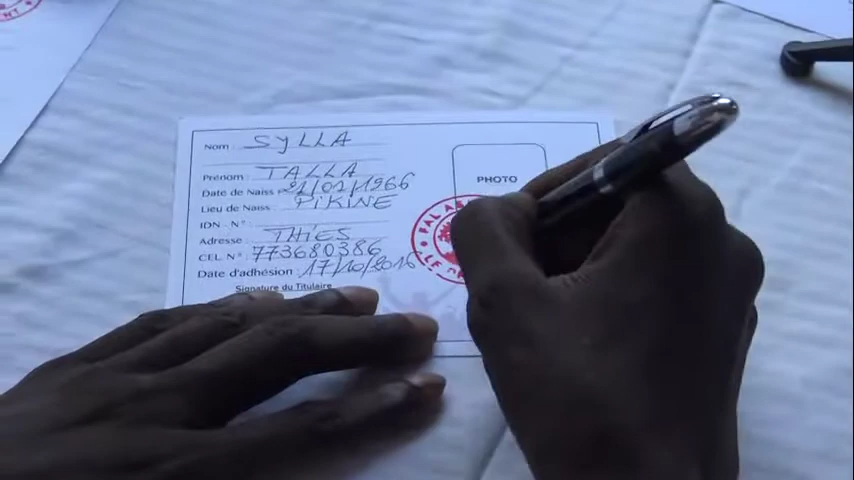 Nom: SYLLA
Prénom: TALLA
Date de Naiss: 21/01/1966
Lieu de Naiss: PIKINE
IDN - N°:
Adresse: THIES
CEL N°: 773680386
Date d'adhésion: 17/10/2016
Signature du Titulaire
PHOTO